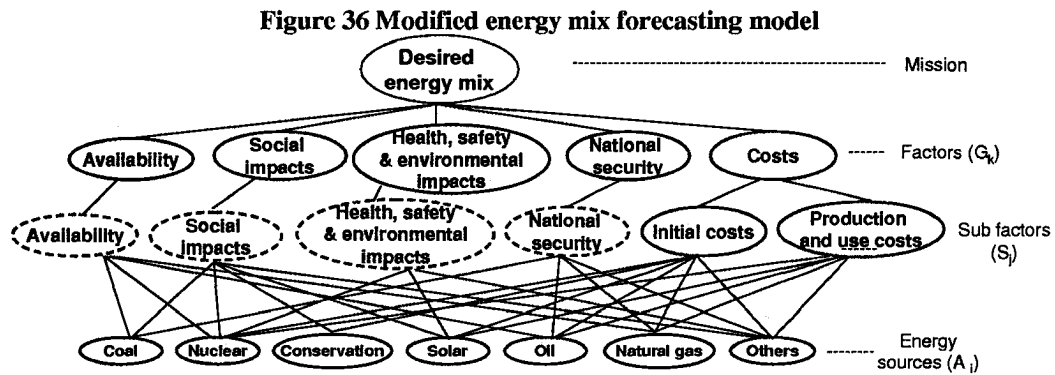 Figure 36 Modified energy mix forecasting model
Desired
energy mix
Mission
Availability
Social
impacts
Health, safety
& environmental
impacts
National
security
Costs
Factors (Gk)
Availability
Social
impacts
Health, safety
& environmental
impacts
National
security
Initial costs
Production
and use costs
Sub factors
(Sj)
Coal
Nuclear
Conservation
Solar
Oil
Natural gas
Others
Energy
sources (Ai)